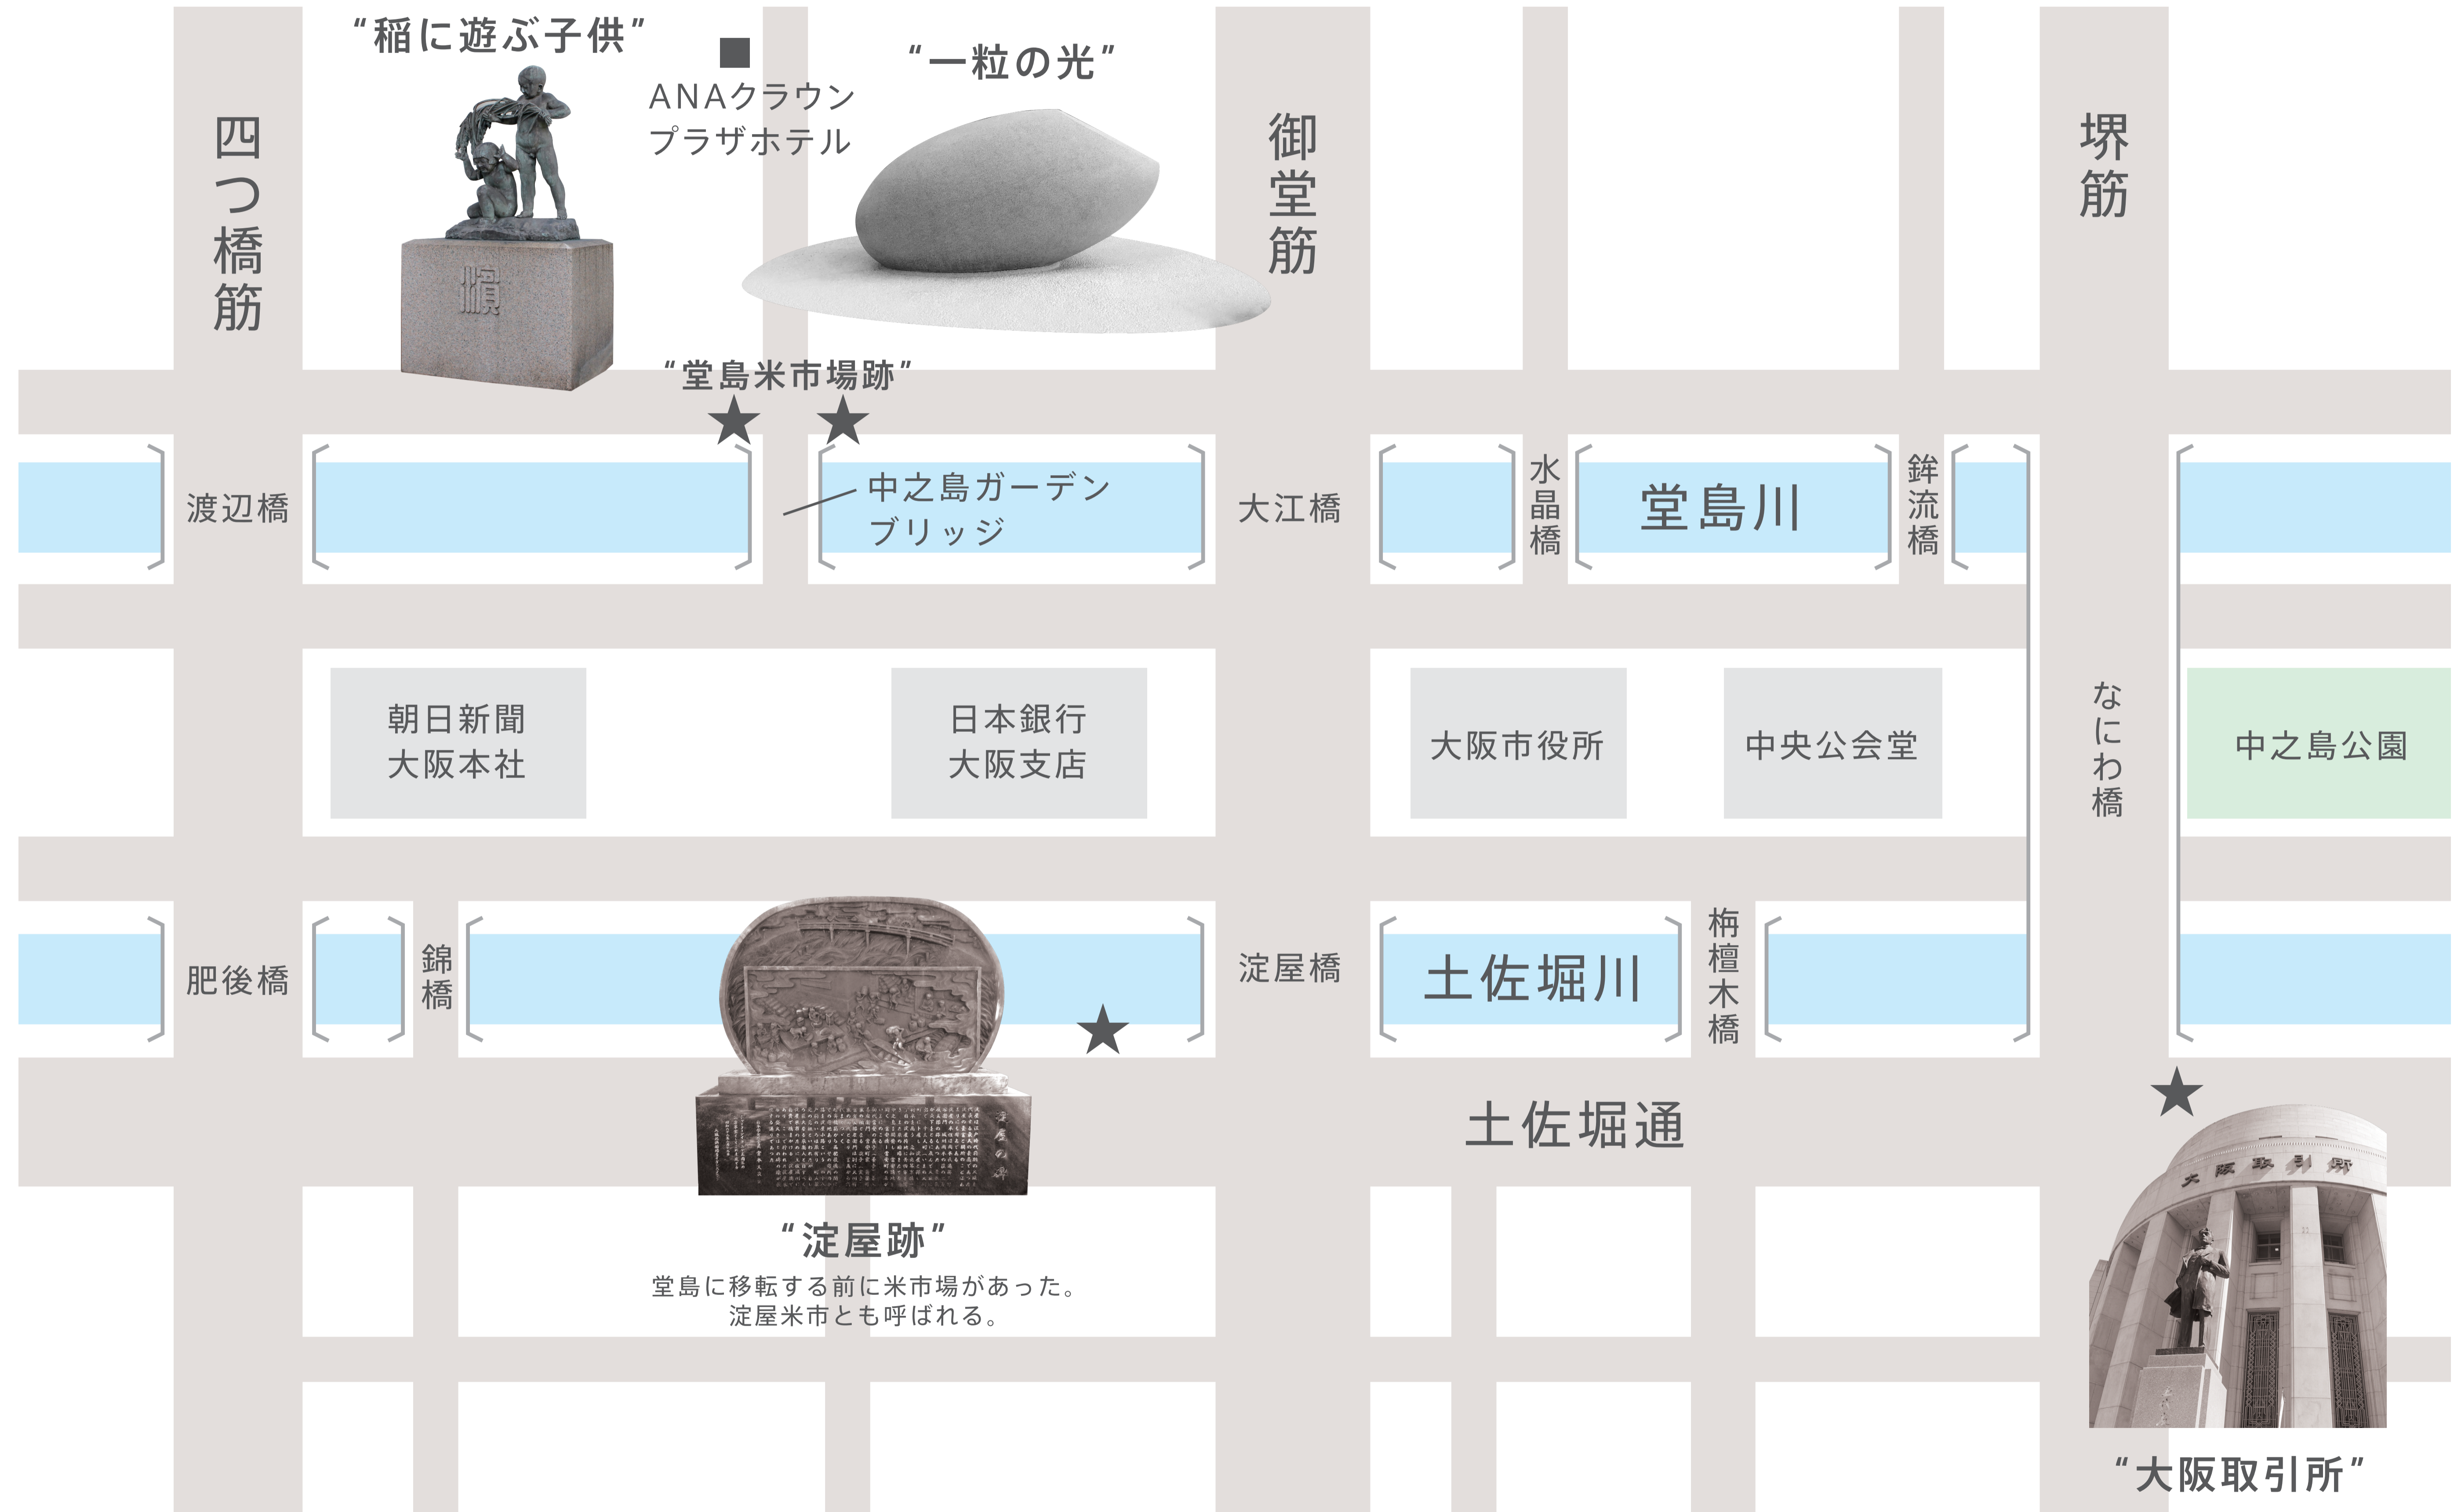 “稲に遊ぶ子供”
ANAクラウン
プラザホテル
“一粒の光”
四つ橋筋
御堂筋
堺筋
“堂島米市場跡”
渡辺橋
中之島ガーデン
ブリッジ
大江橋
水晶橋
堂島川
鉾流橋
朝日新聞
大阪本社
日本銀行
大阪支店
大阪市役所
中央公会堂
なにわ橋
中之島公園
肥後橋
錦橋
淀屋橋
土佐堀川
栴檀木橋
土佐堀通
淀屋の碑
“淀屋跡”
堂島に移転する前に米市場があった。
淀屋米市とも呼ばれる。
大阪取引所
“大阪取引所”